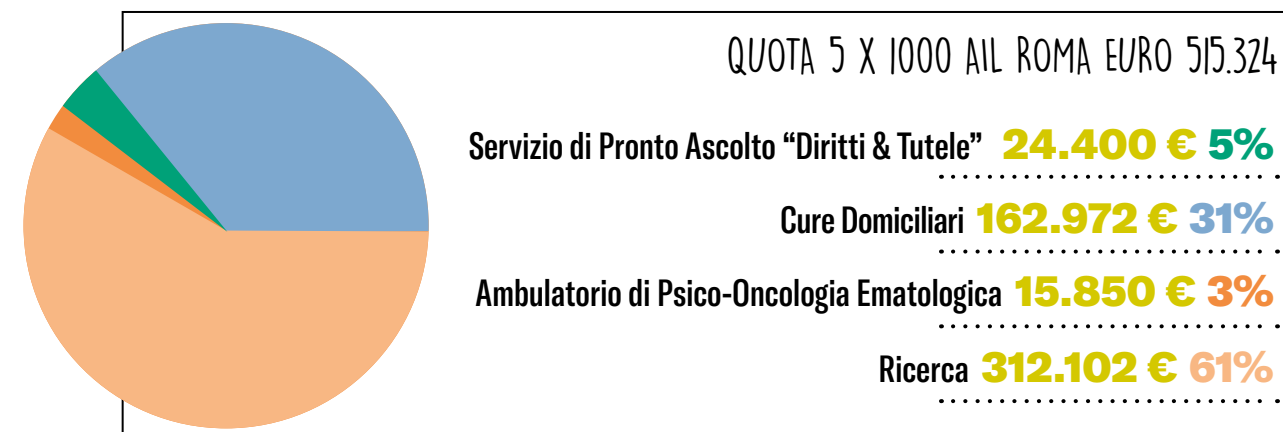 QUOTA 5 X 1000 AIL ROMA EURO 515.324
Servizio di Pronto Ascolto “Diritti & Tutele” 24.400 € 5%
Cure Domiciliari 162.972 € 31%
Ambulatorio di Psico-Oncologia Ematologica 15.850 € 3%
Ricerca 312.102 € 61%